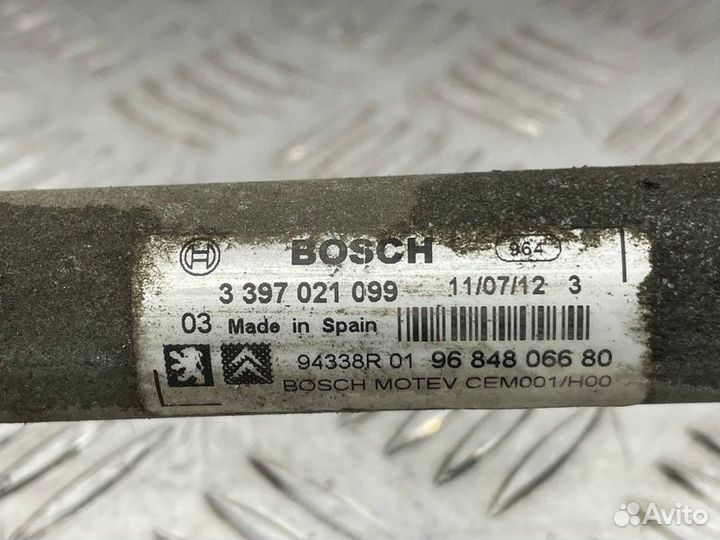 BOSCH 864
3 397 021 099 11/07/12 3
03 Made in Spain
94338R 01 96 848 066 80
BOSCH MOTEV CEM001/H00
Avito